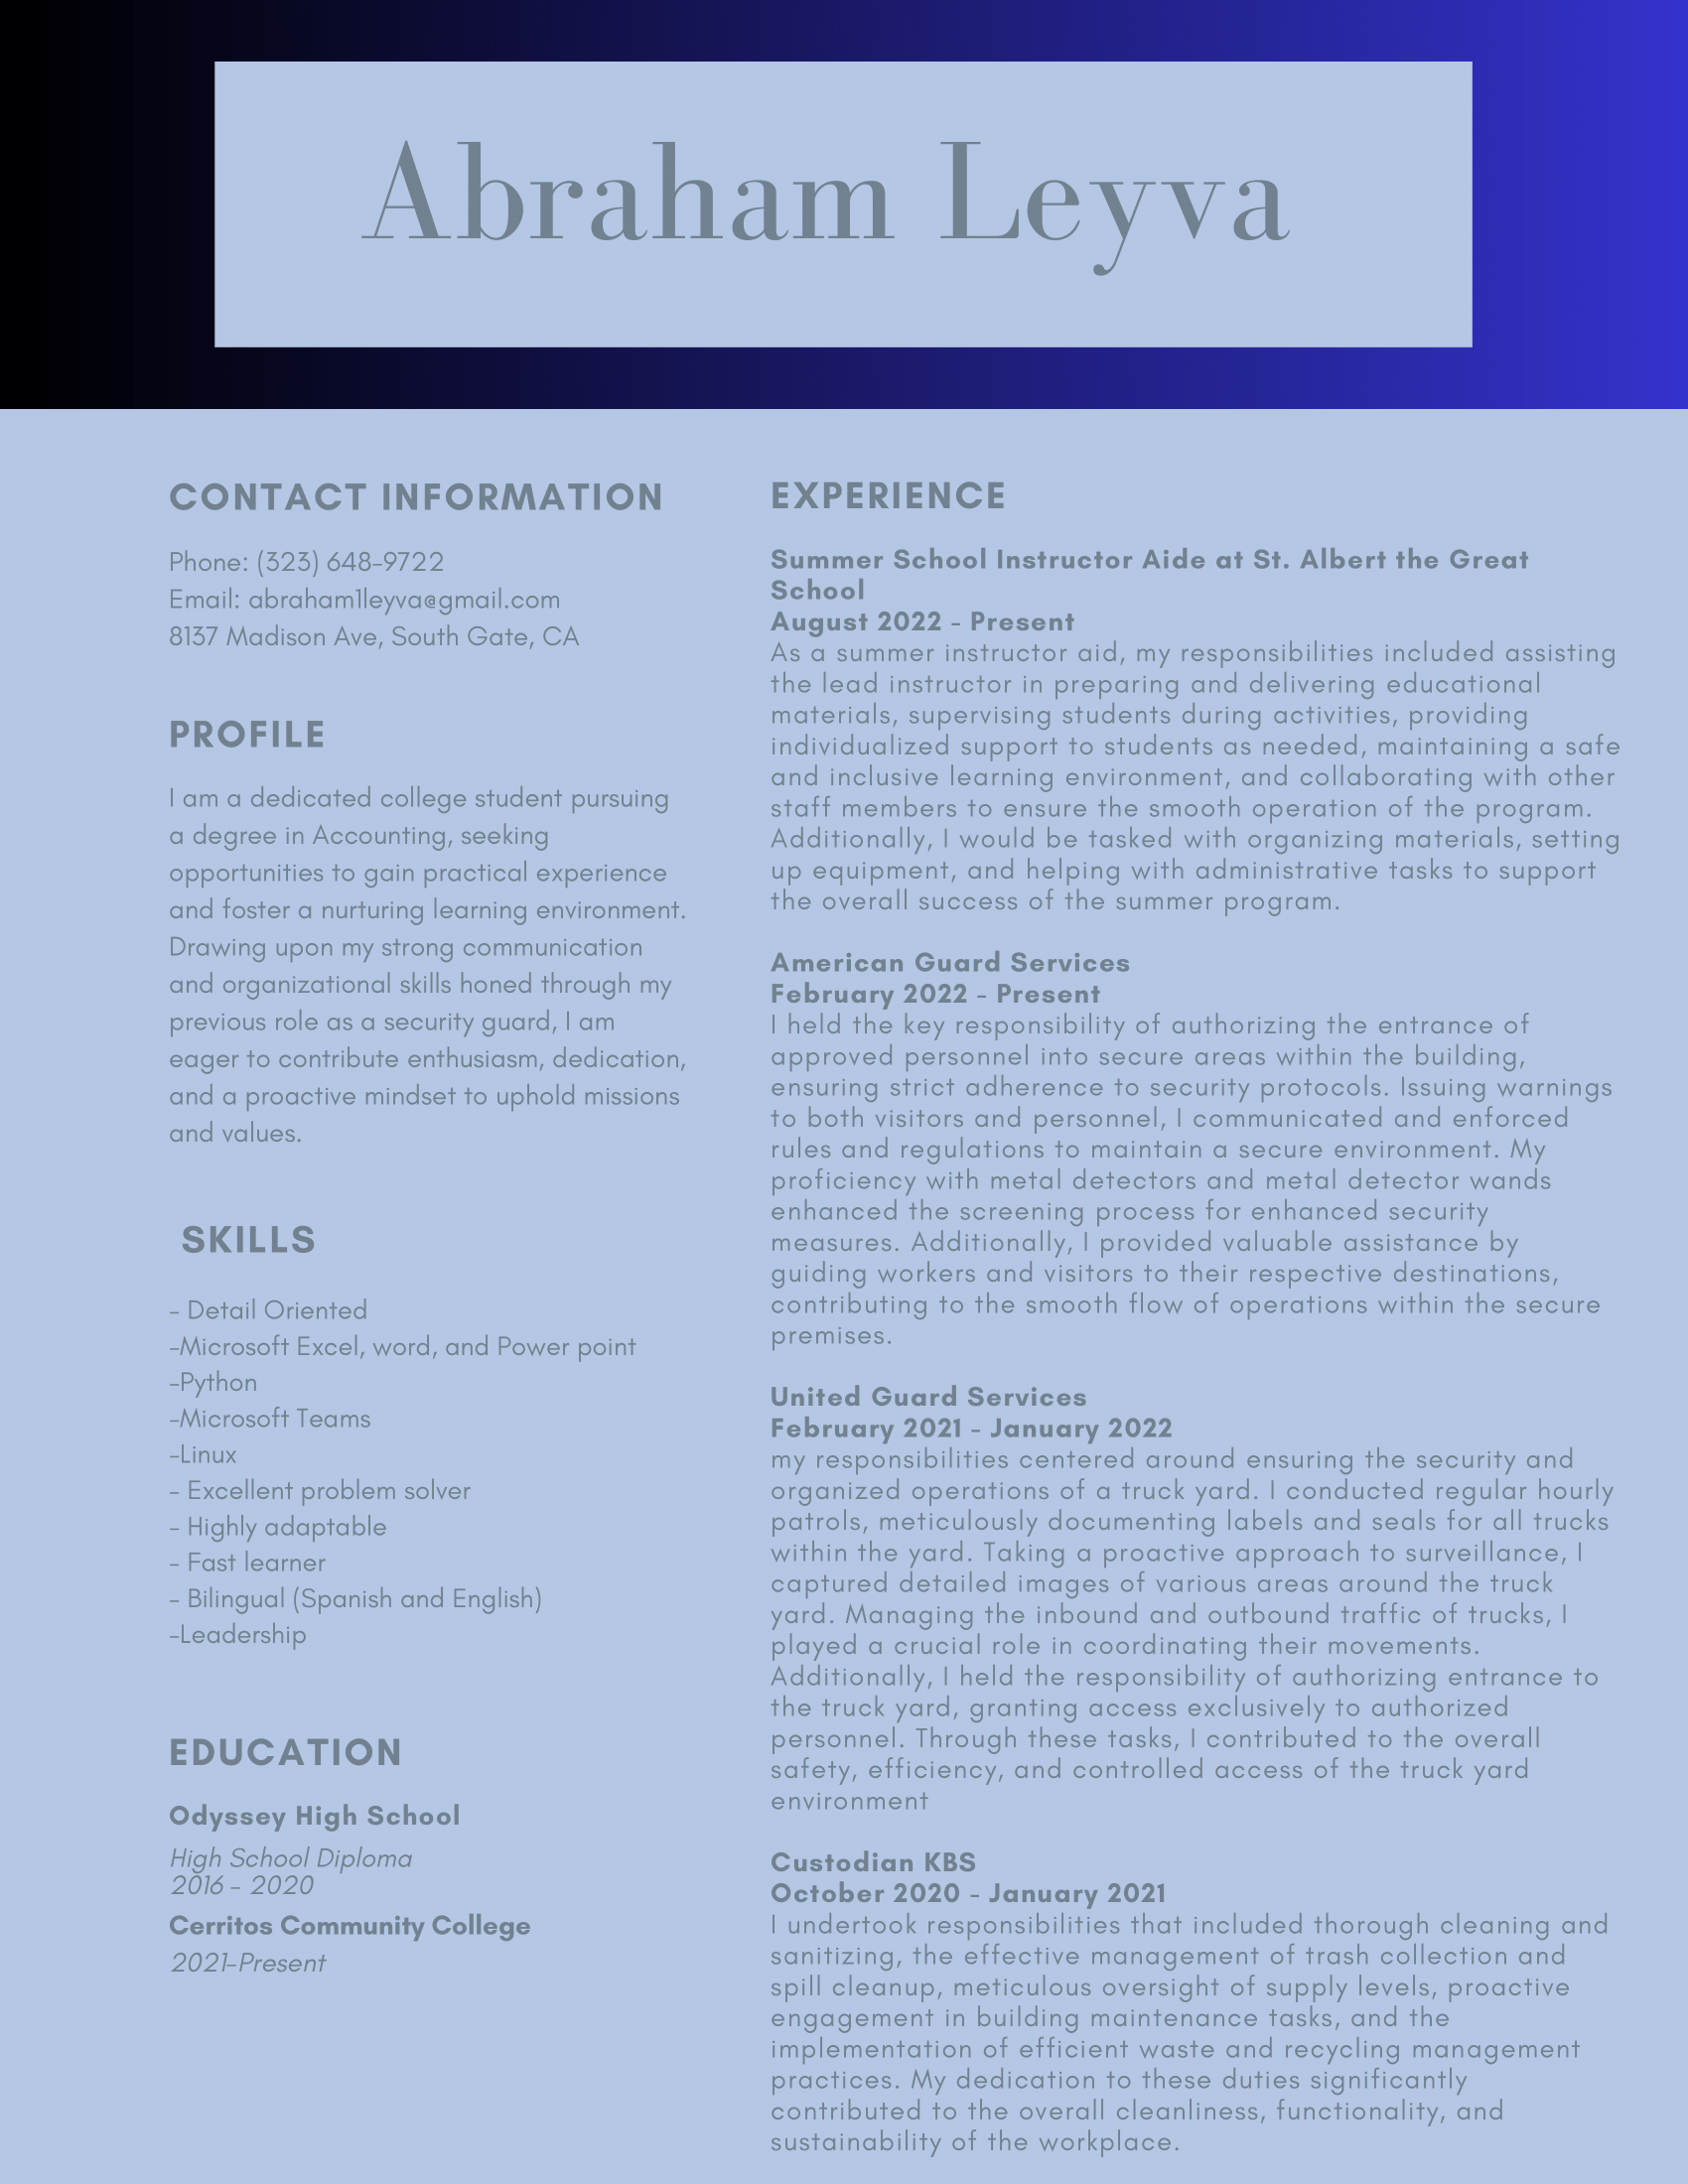 Abraham Leyva
CONTACT INFORMATION
Phone: (323) 648-9722
Email: abraham1leyva@gmail.com
8137 Madison Ave, South Gate, CA
PROFILE
I am a dedicated college student pursuing
a degree in Accounting, seeking
opportunities to gain practical experience
and foster a nurturing learning environment.
Drawing upon my strong communication
and organizational skills honed through my
previous role as a security guard, I am
eager to contribute enthusiasm, dedication,
and a proactive mindset to uphold missions
and values.
SKILLS
- Detail Oriented
-Microsoft Excel, word, and Power point
-Python
-Microsoft Teams
-Linux
- Excellent problem solver
- Highly adaptable
- Fast learner
- Bilingual (Spanish and English)
-Leadership
EDUCATION
Odyssey High School
High School Diploma
2016 - 2020
Cerritos Community College
2021-Present
EXPERIENCE
Summer School Instructor Aide at St. Albert the Great
School
August 2022 - Present
As a summer instructor aid, my responsibilities included assisting
the lead instructor in preparing and delivering educational
materials, supervising students during activities, providing
individualized support to students as needed, maintaining a safe
and inclusive learning environment, and collaborating with other
staff members to ensure the smooth operation of the program.
Additionally, I would be tasked with organizing materials, setting
up equipment, and helping with administrative tasks to support
the overall success of the summer program.
American Guard Services
February 2022 - Present
I held the key responsibility of authorizing the entrance of
approved personnel into secure areas within the building,
ensuring strict adherence to security protocols. Issuing warnings
to both visitors and personnel, I communicated and enforced
rules and regulations to maintain a secure environment. My
proficiency with metal detectors and metal detector wands
enhanced the screening process for enhanced security
measures. Additionally, I provided valuable assistance by
guiding workers and visitors to their respective destinations,
contributing to the smooth flow of operations within the secure
premises.
United Guard Services
February 2021 - January 2022
my responsibilities centered around ensuring the security and
organized operations of a truck yard. I conducted regular hourly
patrols, meticulously documenting labels and seals for all trucks
within the yard. Taking a proactive approach to surveillance, I
captured detailed images of various areas around the truck
yard. Managing the inbound and outbound traffic of trucks, I
played a crucial role in coordinating their movements.
Additionally, I held the responsibility of authorizing entrance to
the truck yard, granting access exclusively to authorized
personnel. Through these tasks, I contributed to the overall
safety, efficiency, and controlled access of the truck yard
environment
Custodian KBS
October 2020 - January 2021
I undertook responsibilities that included thorough cleaning and
sanitizing, the effective management of trash collection and
spill cleanup, meticulous oversight of supply levels, proactive
engagement in building maintenance tasks, and the
implementation of efficient waste and recycling management
practices. My dedication to these duties significantly
contributed to the overall cleanliness, functionality, and
sustainability of the workplace.